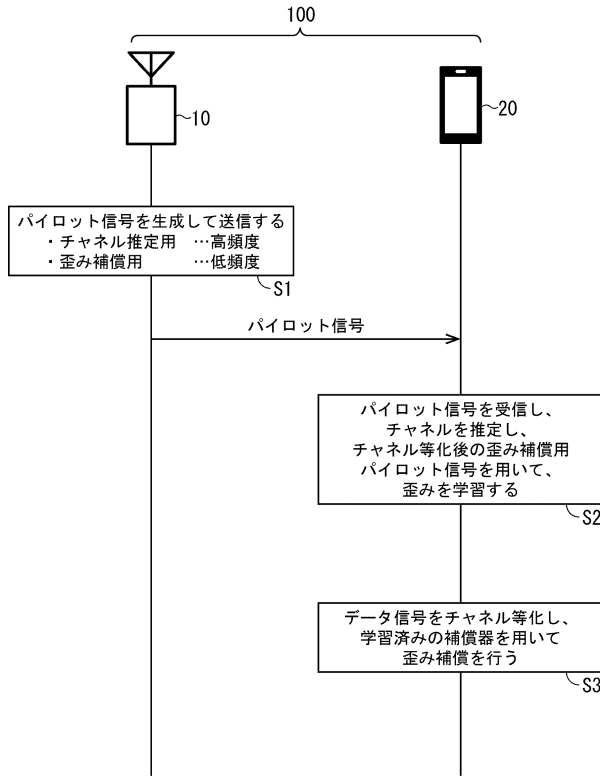 100
10
20
パイロット信号を生成して送信する
・チャネル推定用 …高頻度
・歪み補償用 …低頻度
S1
パイロット信号
パイロット信号を受信し、
チャネルを推定し、
チャネル等化後の歪み補償用
パイロット信号を用いて、
歪みを学習する
S2
データ信号をチャネル等化し、
学習済みの補償器を用いて
歪み補償を行う
S3